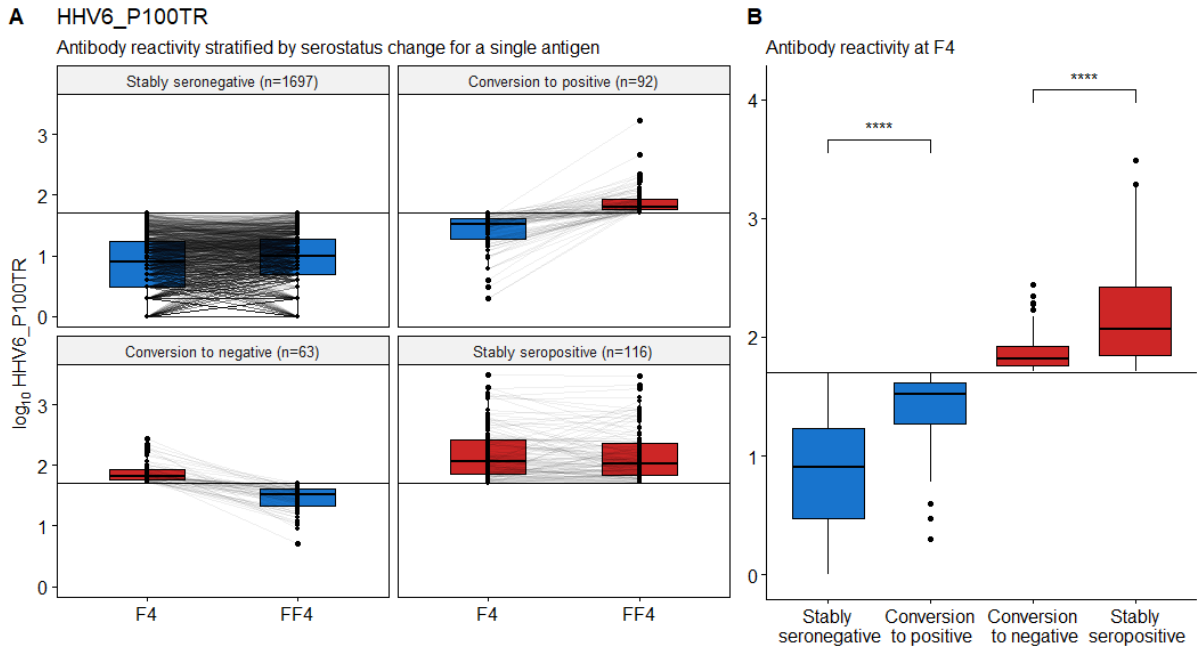 A HHV6_P100TR
Antibody reactivity stratified by serostatus change for a single antigen
Stably seronegative (n=1697)
Conversion to positive (n=92)
3
2
1
0
Conversion to negative (n=63)
Stably seropositive (n=116)
3
2
1
0
log10 HHV6_P100TR
F4 FF4 F4 FF4
B
Antibody reactivity at F4
4
3
2
1
0
****
****
Stably
seronegative
Conversion
to positive
Conversion
to negative
Stably
seropositive